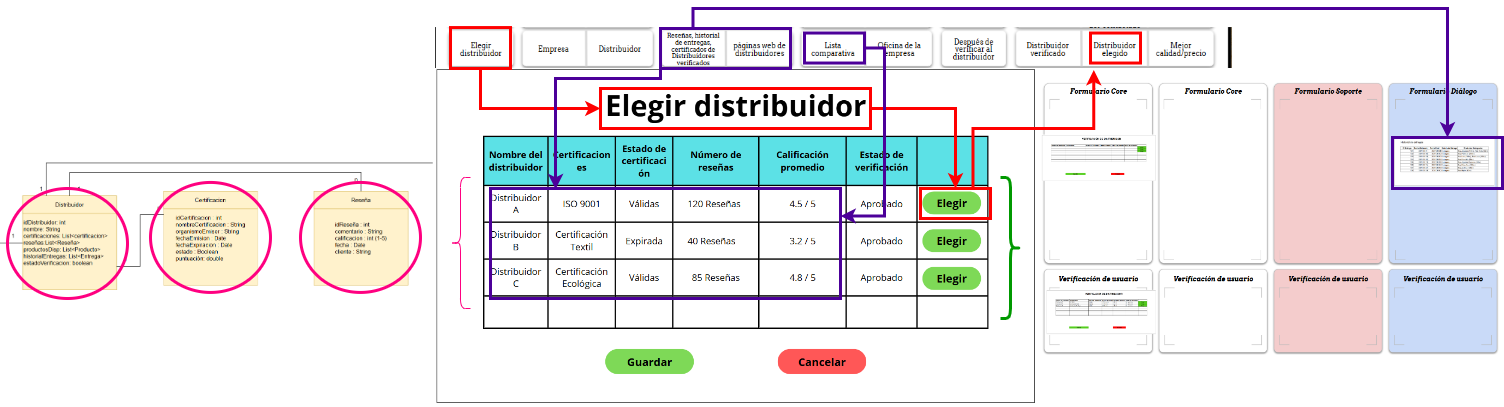 Elegir
distribuidor
Empresa
Distribuidor
Reseñas, historial
de entregas,
certificados de
Distribuidores
verificados
páginas web de
distribuidores
Lista
comparativa
Oficina de la
empresa
Después de
verificar al
distribuidor
Distribuidor
verificado
Distribuidor
elegido
Mejor
calidad/precio
Elegir distribuidor
Nombre del
distribuidor
Certificacion
es
Estado de
certificaci
ón
Número de
reseñas
Calificación
promedio
Estado de
verificación
Distribuidor
A
ISO 9001
Válidas
120 Reseñas
4.5 / 5
Aprobado
Elegir
Distribuidor
B
Certificación
Textil
Expirada
40 Reseñas
3.2 / 5
Aprobado
Elegir
Distribuidor
C
Certificación
Ecológica
Válidas
85 Reseñas
4.8 / 5
Aprobado
Elegir
Guardar
Cancelar
Distribuidor
idDistribuidor: int
nombre: String
certificaciones: List<certificacion>
reseñas List<Reseña>
productosDisp: List<Producto>
historialEntregas: List<Entrega>
estadoVerificacion: boolean
Certificacion
idCertificacion : int
nombreCertificacion : String
organismoEmisor : String
fechaEmision : Date
fechaExpiracion : Date
estado : Boolean
puntuación: double
Reseña
idReseña : int
comentario : String
calificacion : int (1-5)
fecha : Date
cliente : String
Formulario Core
Formulario Core
Formulario Soporte
Formulario Diálogo
Verificación de usuario
Verificación de usuario
Verificación de usuario
Verificación de usuario